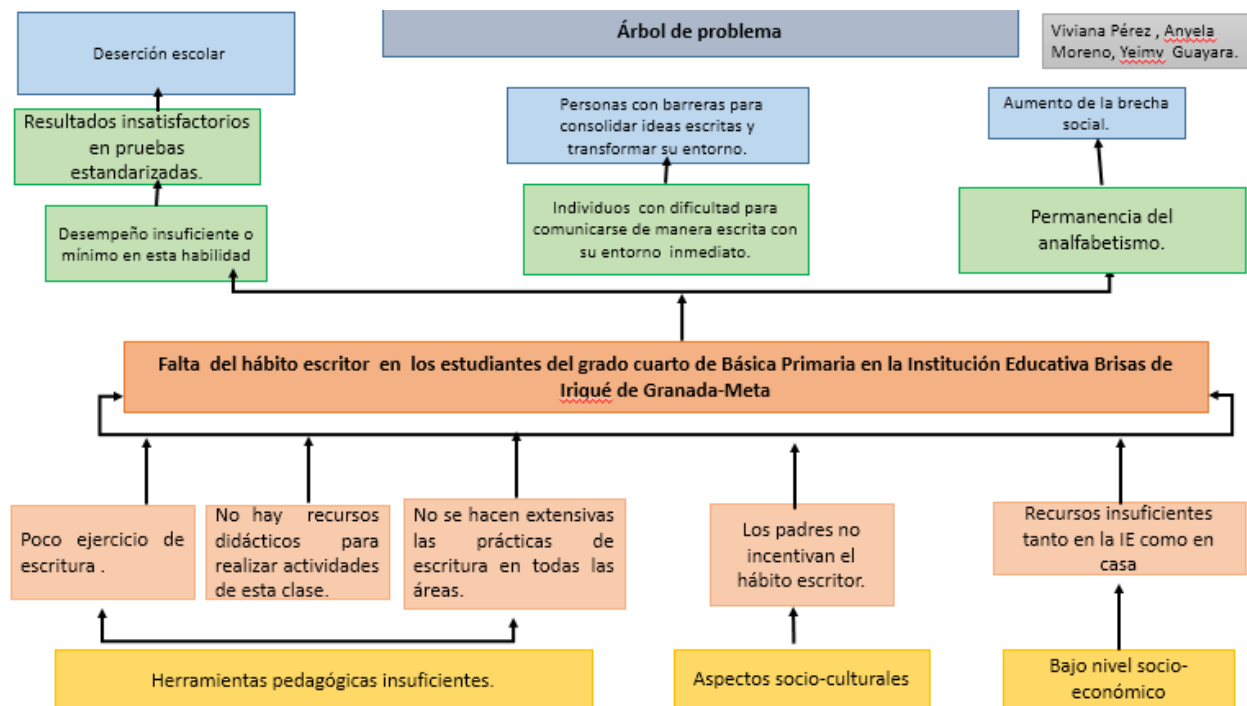 Árbol de problema
Viviana Pérez , Anyela
Moreno, Yeimv Guayara.
Deserción escolar
Personas con barreras para
consolidar ideas escritas y
transformar su entorno.
Aumento de la brecha
social.
Resultados insatisfactorios
en pruebas
estandarizadas.
Desempeño insuficiente o
mínimo en esta habilidad
Individuos con dificultad para
comunicarse de manera escrita con
su entorno inmediato.
Permanencia del
analfabetismo.
Falta del hábito escritor en los estudiantes del grado cuarto de Básica Primaria en la Institución Educativa Brisas de
Iriqué de Granada-Meta
Poco ejercicio de
escritura .
No hay recursos
didácticos para
realizar actividades
de esta clase.
No se hacen extensivas
las prácticas de
escritura en todas las
áreas.
Los padres no
incentivan el
hábito escritor.
Recursos insuficientes
tanto en la IE como en
casa
Herramientas pedagógicas insuficientes.
Aspectos socio-culturales
Bajo nivel socio-
económico